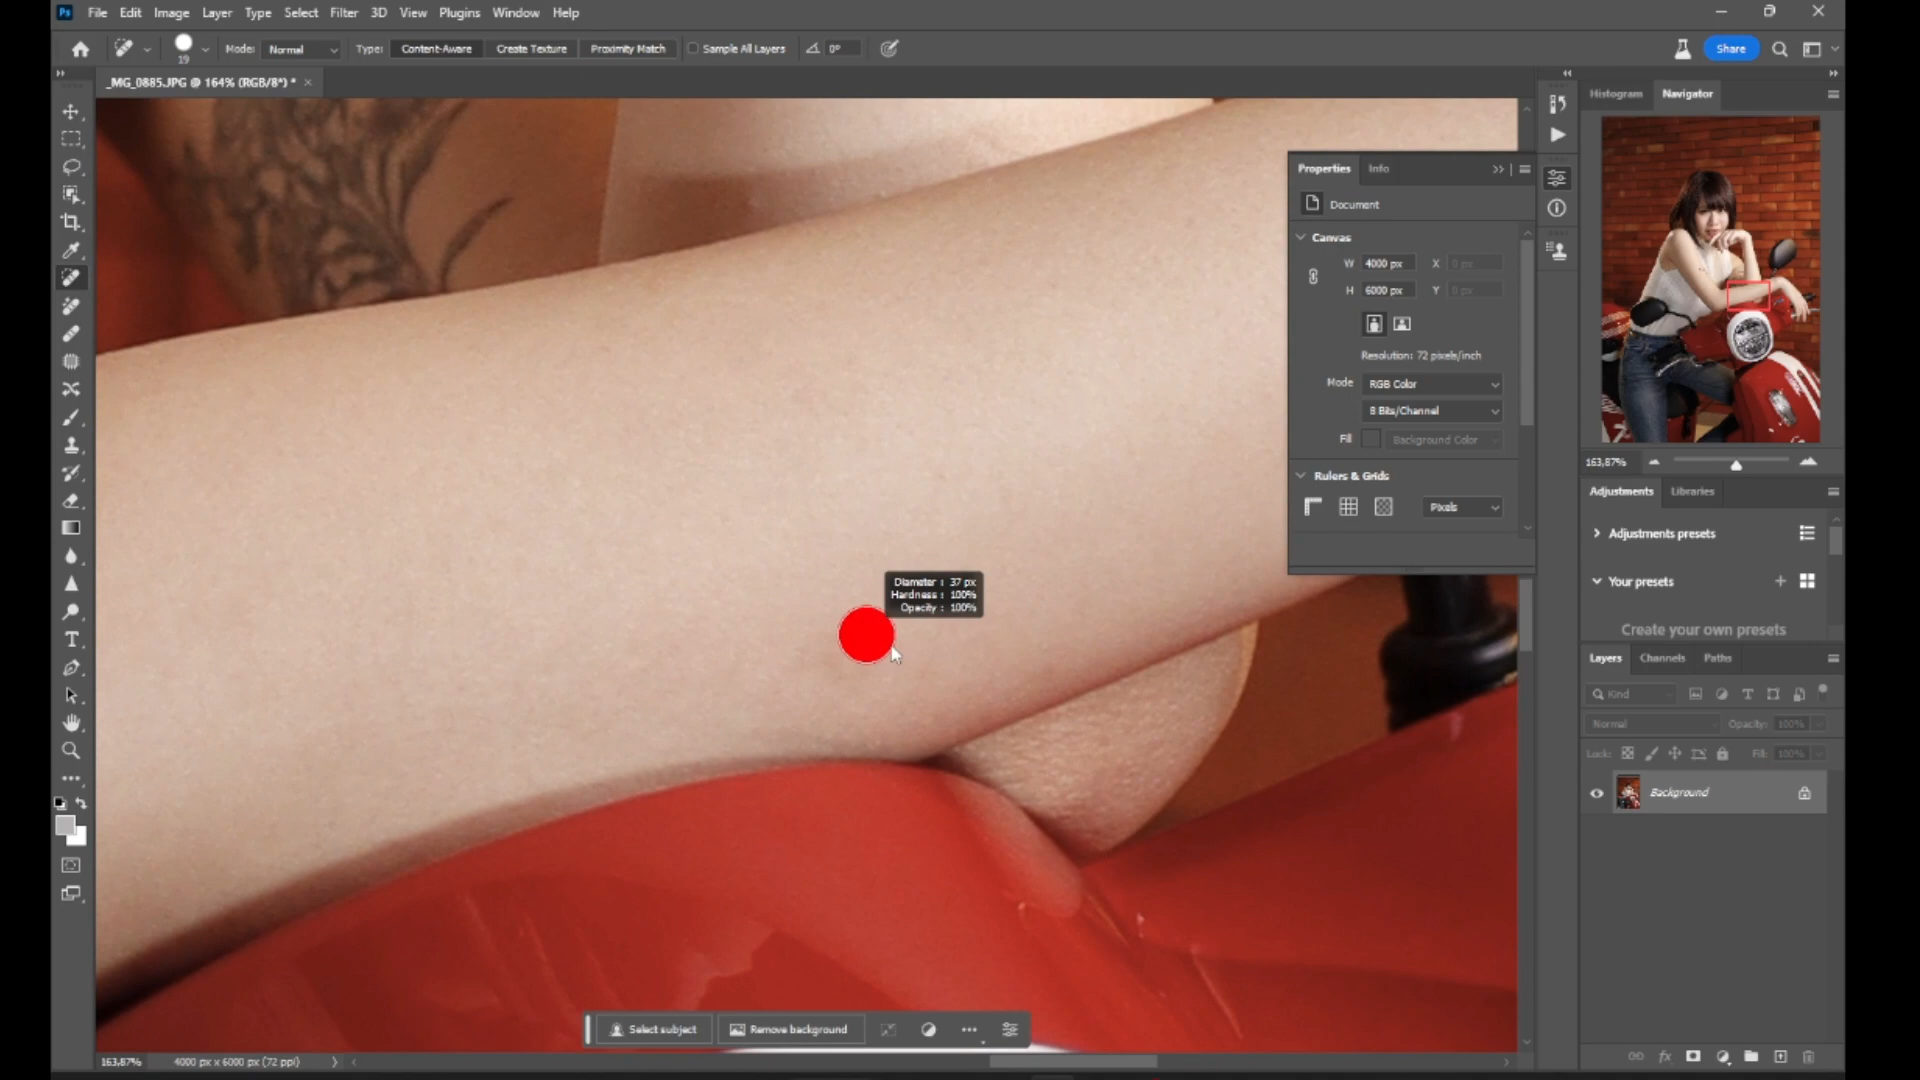 Ps File Edit Image Layer Type Select Filter 3D View Plugins Window Help
19 Mode: Normal Type: Content-Aware Create Texture Proximity Match Sample All Layers 0° Share
_MG_0885.JPG @ 164% (RGB/8*) * ×
Histogram Navigator
Properties Info
Document
Canvas
W 4000 px X 0 px
H 6000 px Y 0 px
Resolution: 72 pixels/inch
Mode RGB Color
8 Bits/Channel
Fill Background Color
Rulers & Grids
Pixels
163,87%
Adjustments Libraries
Adjustments presets
Your presets
Create your own presets
Diameter : 37 px
Hardness : 100%
Opacity : 100%
Layers Channels Paths
Kind
Normal Opacity: 100%
Lock: Fill: 100%
Background
Select subject Remove background
163,87% 4000 px x 6000 px (72 ppi)